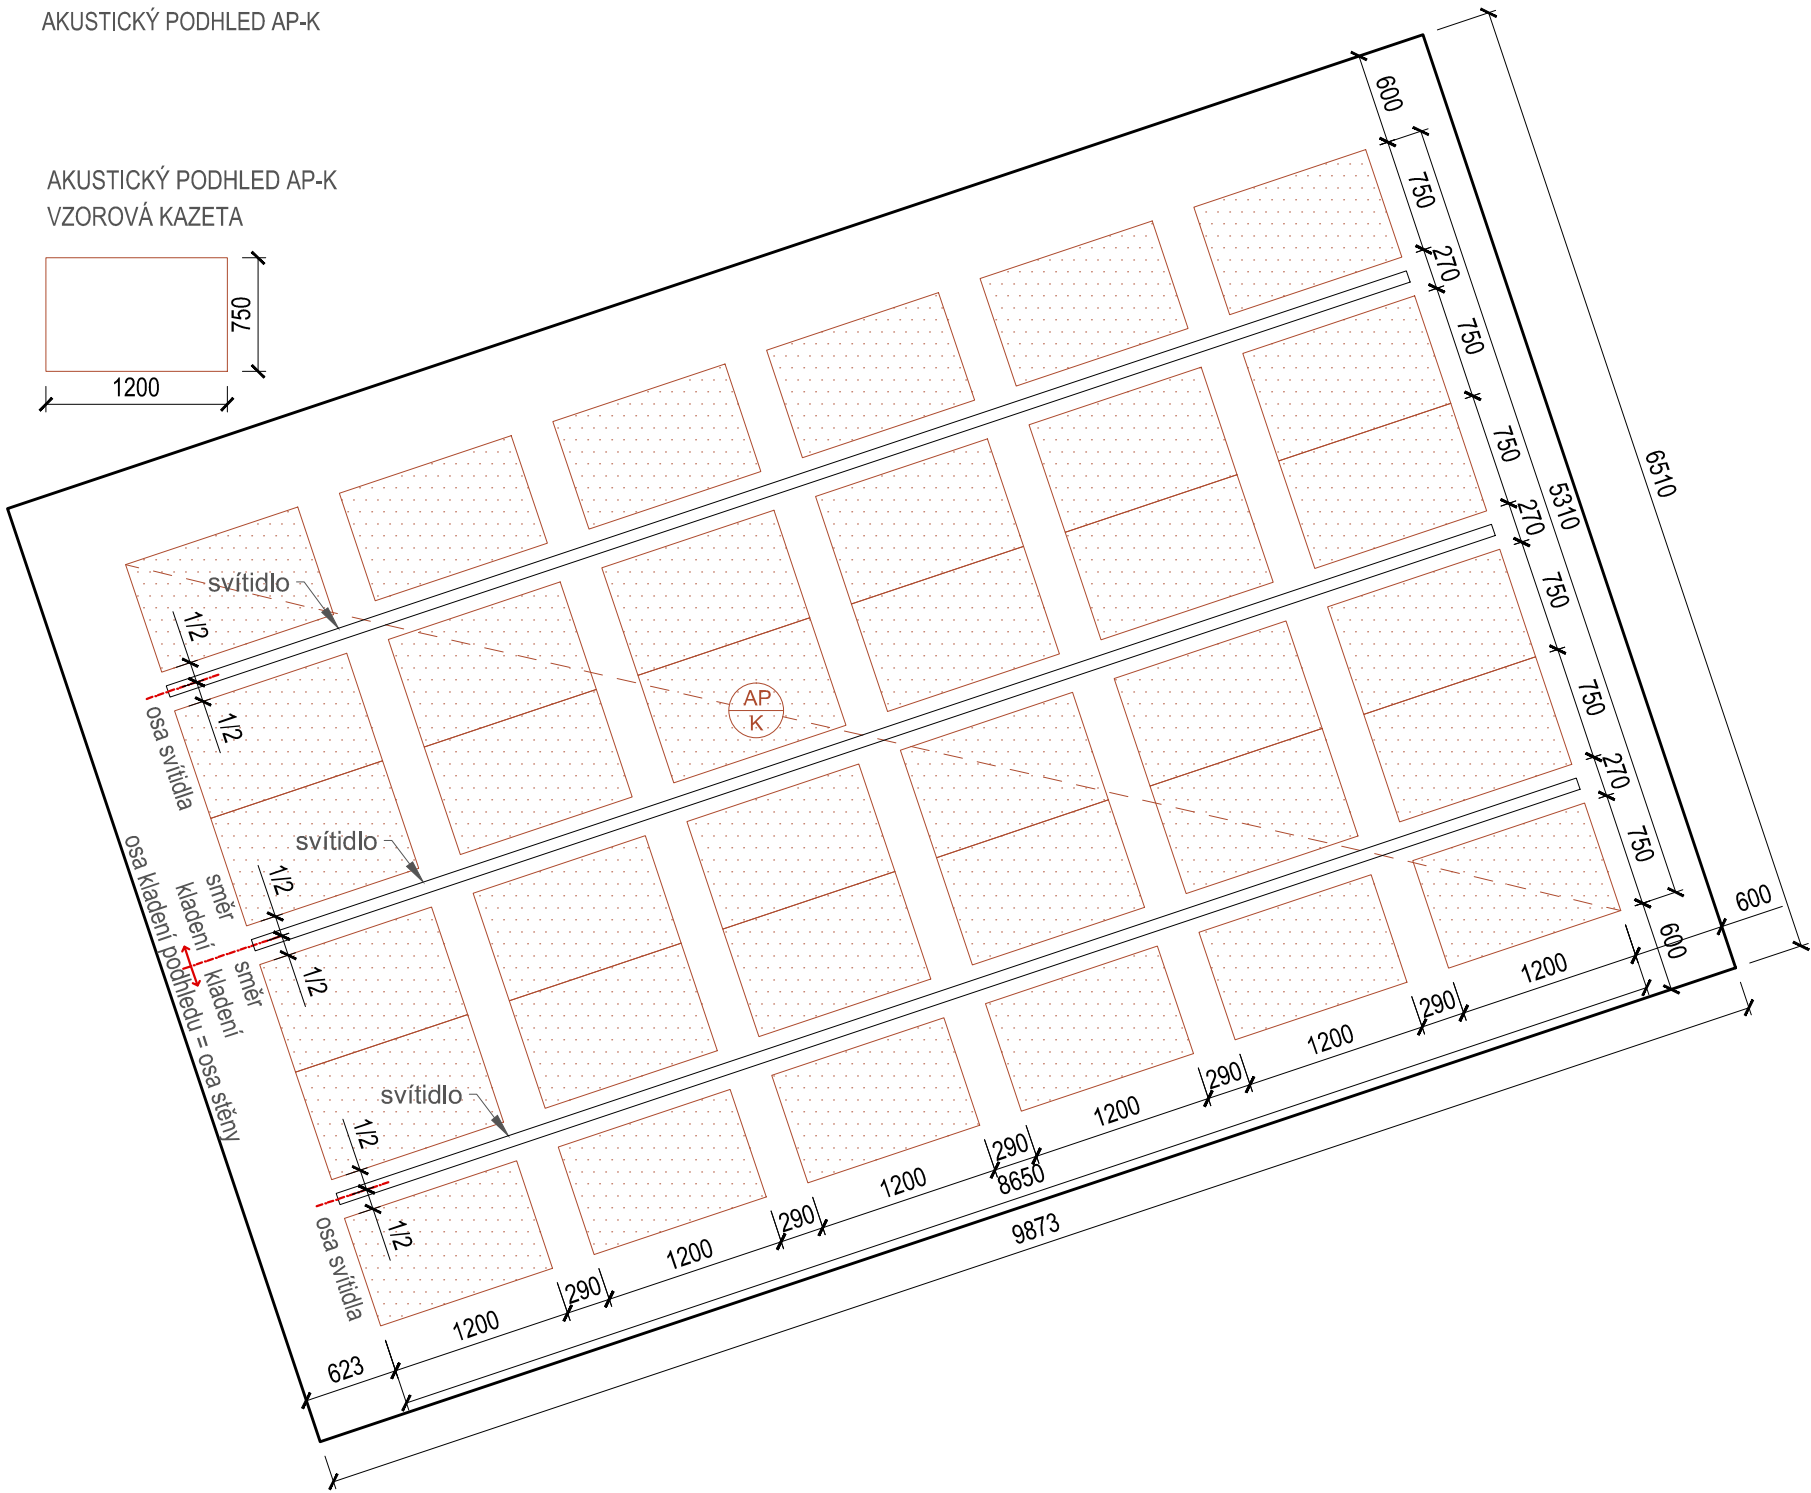 AKUSTICKÝ PODHLED AP-K
AKUSTICKÝ PODHLED AP-K
VZOROVÁ KAZETA
750
1200
600
750
270
750
750
270
750
750
270
750
600
5310
6510
svítidlo
1/2
1/2
osa svítidla
AP
K
svítidlo
1/2
1/2
osa kladení podhledu = osa stěny
směr
kladení
směr
kladení
svítidlo
1/2
1/2
osa svítidla
623
1200
290
1200
290
1200
290
1200
290
1200
290
1200
600
8650
9873